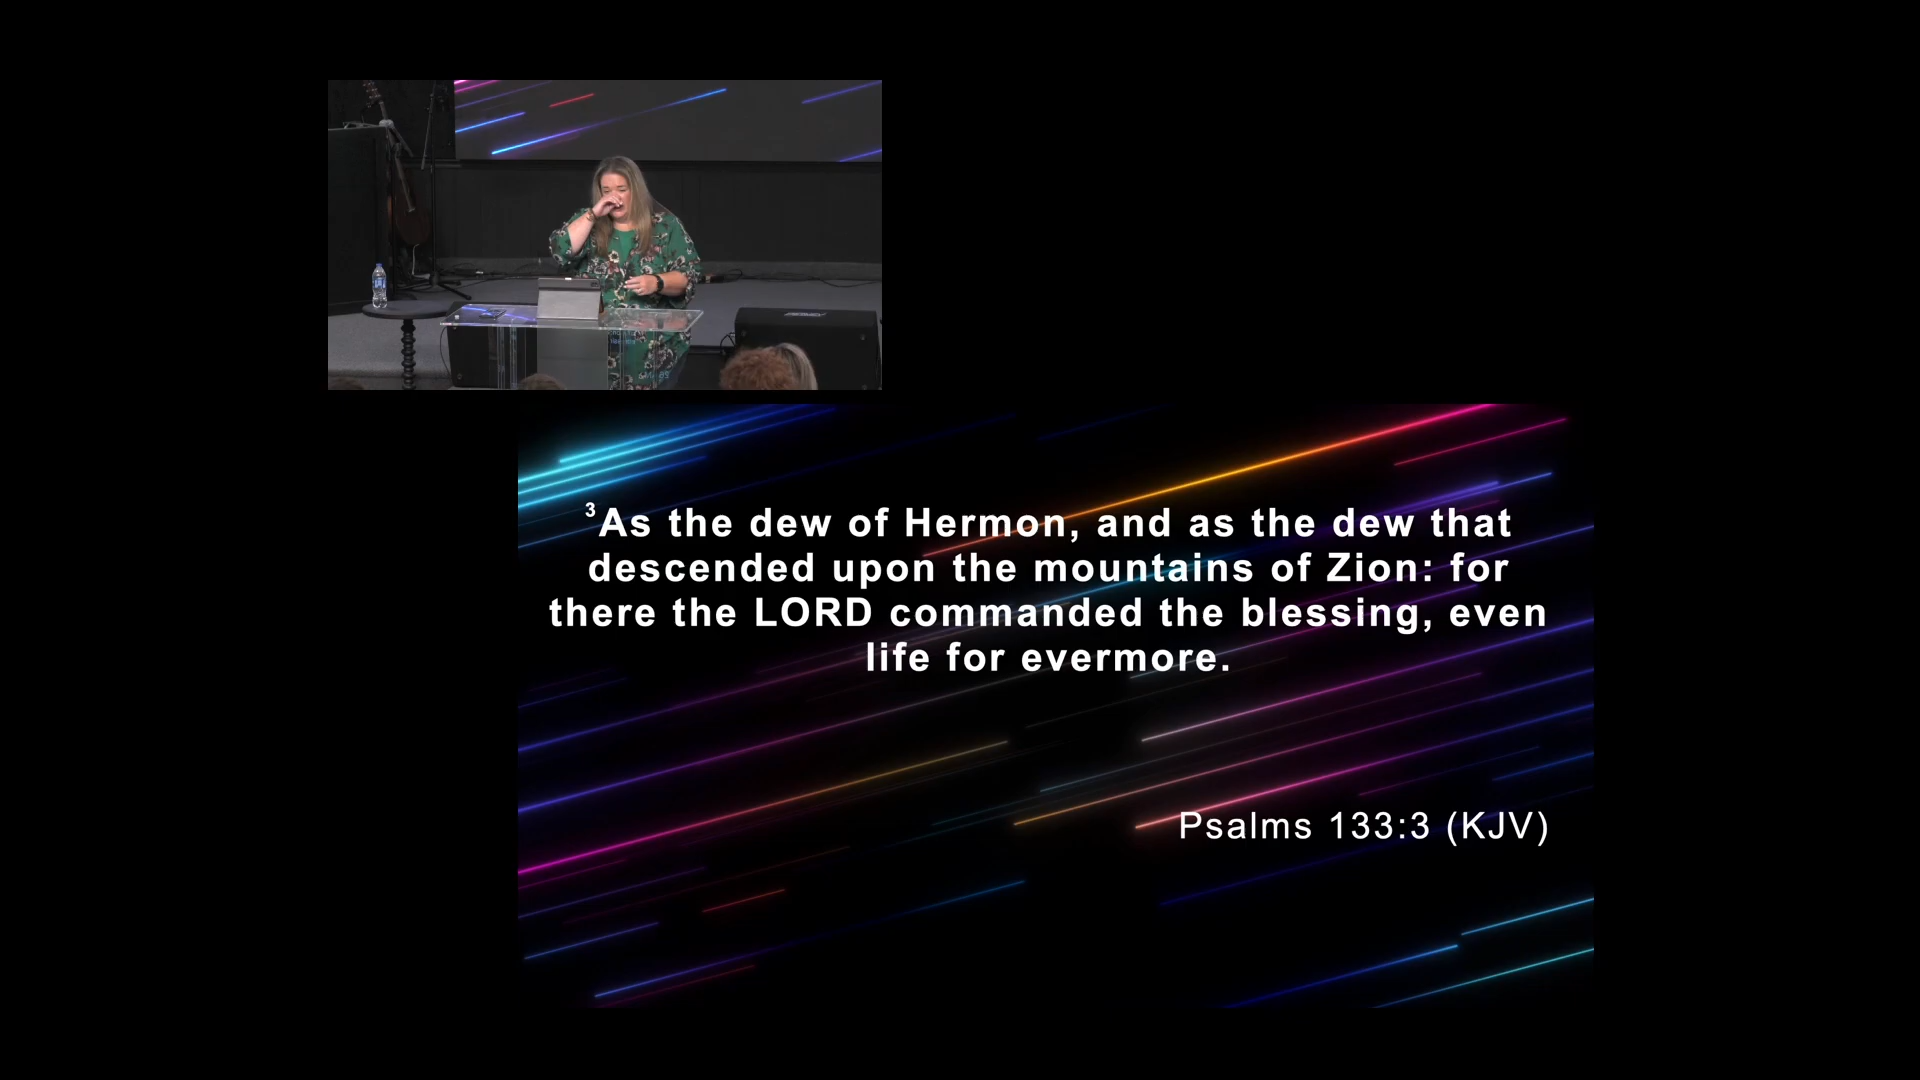 ³As the dew of Hermon, and as the dew that
descended upon the mountains of Zion: for
there the LORD commanded the blessing, even
life for evermore.
Psalms 133:3 (KJV)